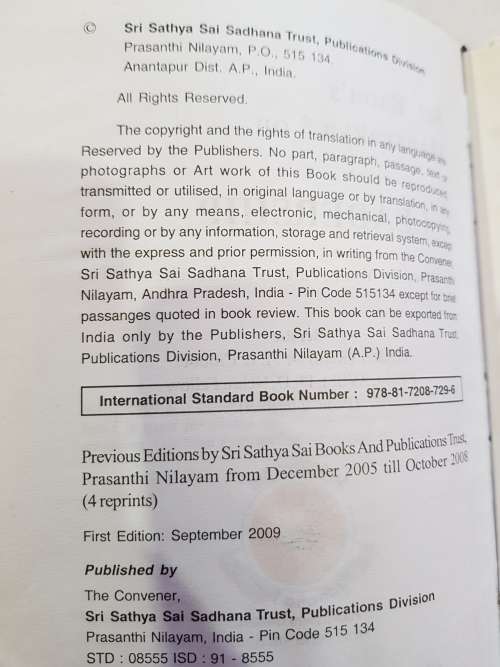 © Sri Sathya Sai Sadhana Trust, Publications Division
Prasanthi Nilayam, P.O., 515 134
Anantapur Dist. A.P., India.
All Rights Reserved.
The copyright and the rights of translation in any language are
Reserved by the Publishers. No part, paragraph, passage, text or
photographs or Art work of this Book should be reproduced,
transmitted or utilised, in original language or by translation, in any
form, or by any means, electronic, mechanical, photocopying,
recording or by any information, storage and retrieval system, except
with the express and prior permission, in writing from the Convener,
Sri Sathya Sai Sadhana Trust, Publications Division, Prasanthi
Nilayam, Andhra Pradesh, India - Pin Code 515134 except for brief
passanges quoted in book review. This book can be exported from
India only by the Publishers, Sri Sathya Sai Sadhana Trust,
Publications Division, Prasanthi Nilayam (A.P.) India.
International Standard Book Number : 978-81-7208-729-6
Previous Editions by Sri Sathya Sai Books And Publications Trust,
Prasanthi Nilayam from December 2005 till October 2008
(4 reprints)
First Edition: September 2009
Published by
The Convener,
Sri Sathya Sai Sadhana Trust, Publications Division
Prasanthi Nilayam, India - Pin Code 515 134
STD : 08555 ISD : 91 - 8555